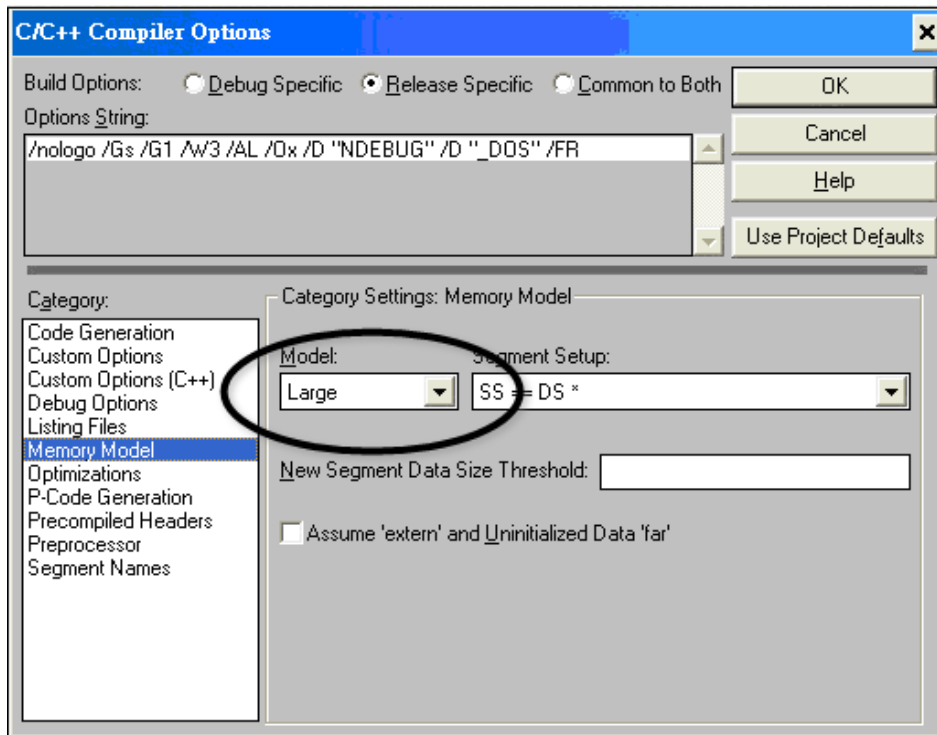 C/C++ Compiler Options
Build Options: Debug Specific Release Specific Common to Both
OK
Options String:
Cancel
/nologo /Gs /G1 /W3 /AL /Ox /D "NDEBUG" /D "_DOS" /FR
Help
Use Project Defaults
Category:
Code Generation
Custom Options
Custom Options (C++)
Debug Options
Listing Files
Memory Model
Optimizations
P-Code Generation
Precompiled Headers
Preprocessor
Segment Names
Category Settings: Memory Model
Model: Segment Setup:
Large SS == DS *
New Segment Data Size Threshold:
Assume 'extern' and Uninitialized Data 'far'